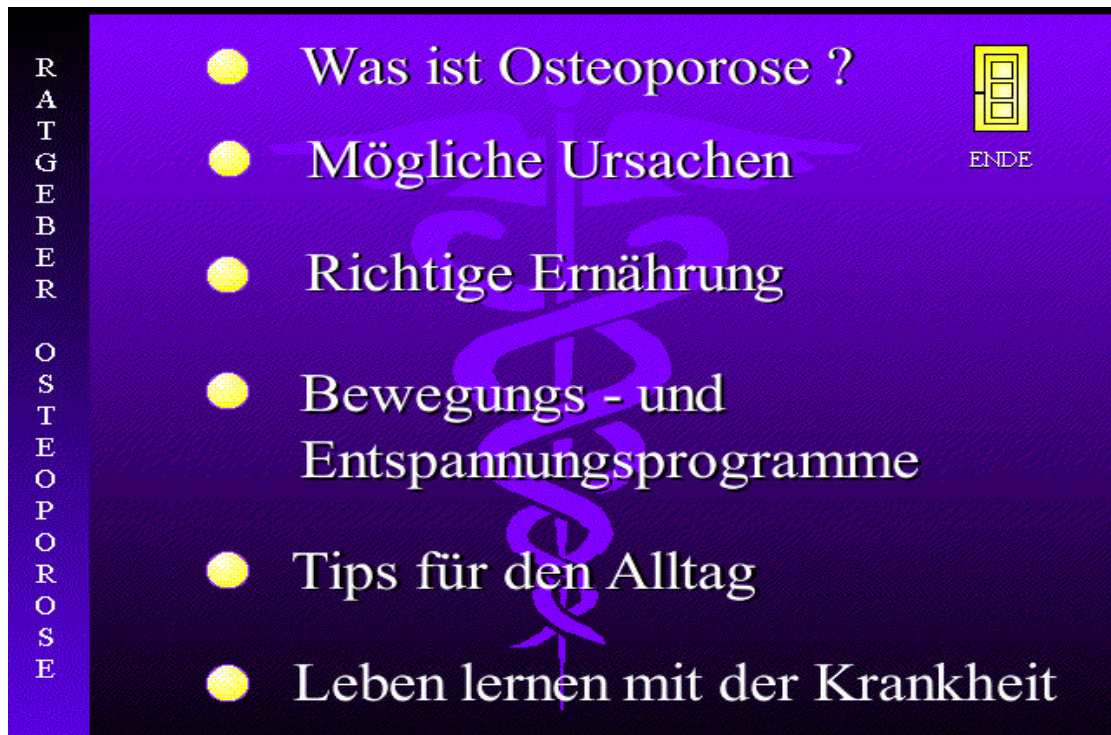 RATGEBER OSTEOPOROSE
Was ist Osteoporose ?
ENDE
Mögliche Ursachen
Richtige Ernährung
Bewegungs - und
Entspannungsprogramme
Tips für den Alltag
Leben lernen mit der Krankheit